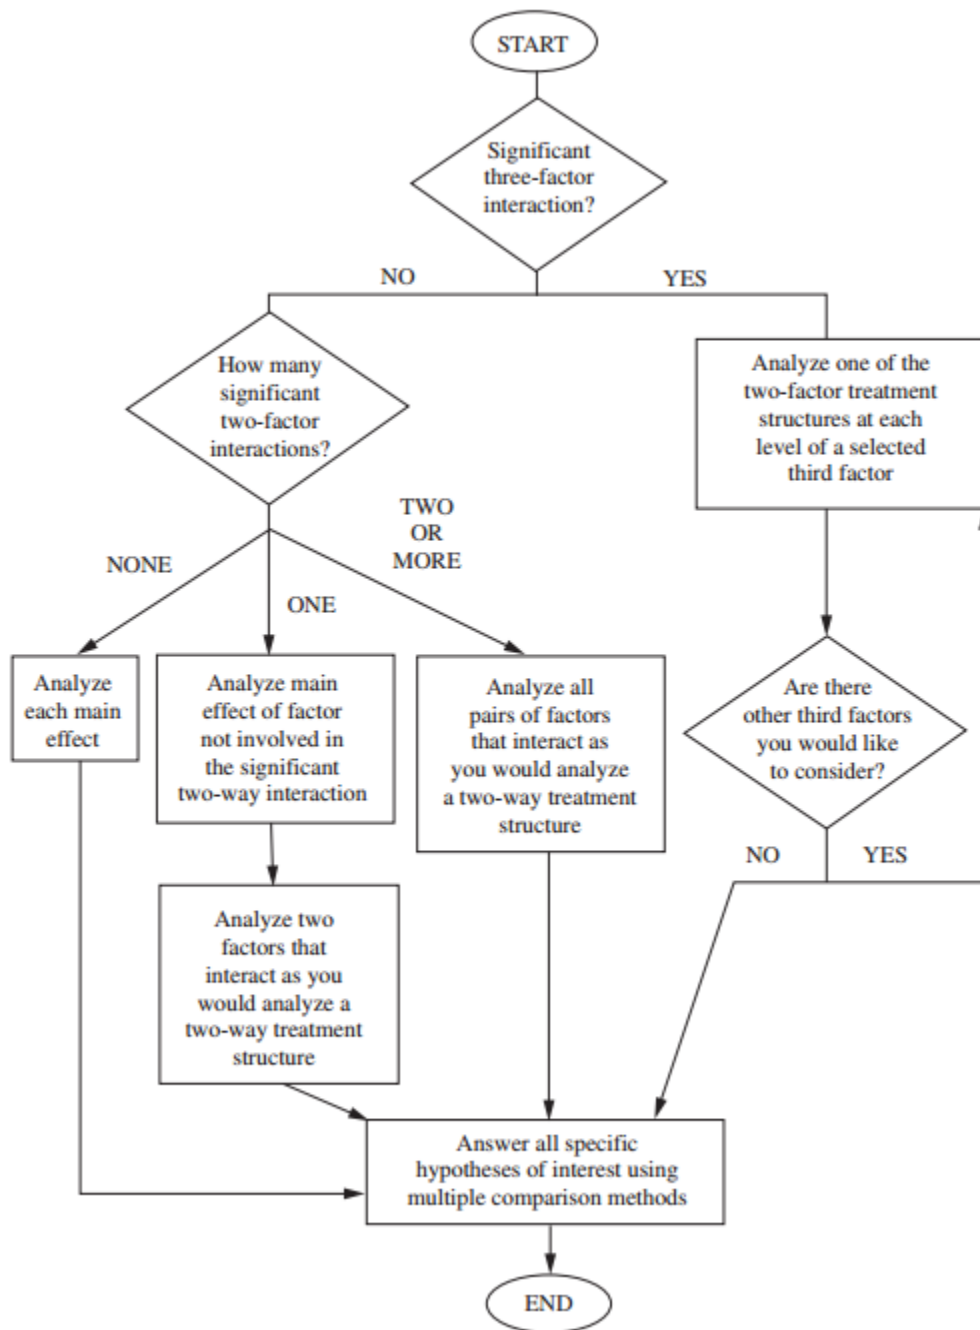 START
Significant
three-factor
interaction?
NO
YES
How many
significant
two-factor
interactions?
Analyze one of the
two-factor treatment
structures at each
level of a selected
third factor
NONE
ONE
TWO
OR
MORE
Analyze
each main
effect
Analyze main
effect of factor
not involved in
the significant
two-way interaction
Analyze all
pairs of factors
that interact as
you would analyze
a two-way treatment
structure
Are there
other third factors
you would like
to consider?
NO
YES
Analyze two
factors that
interact as you
would analyze a
two-way treatment
structure
Answer all specific
hypotheses of interest using
multiple comparison methods
END